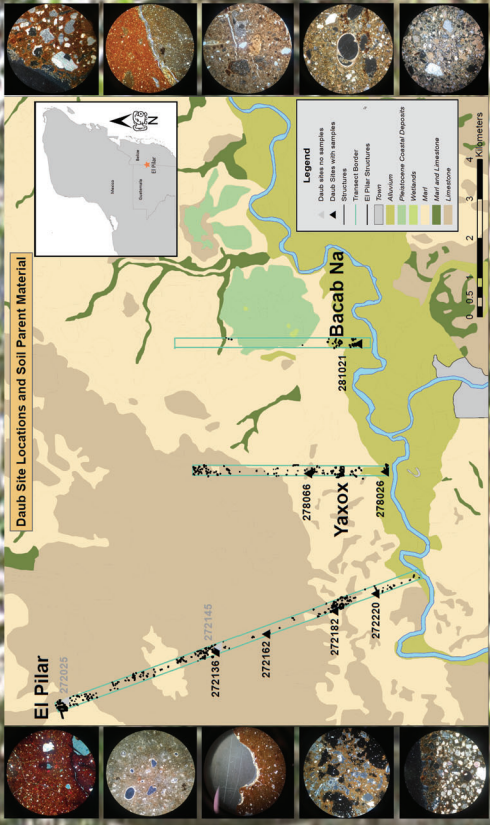 Daub Site Locations and Soil Parent Material
El Pilar
272025
272145
272136
272162
272182
272220
Yaxox
278066
278026
Bacab Na
281021
N
Mexico
Belize
El Pilar
Guatemala
Legend
Daub sites no samples
Daub Sites with samples
Structures
Transect Border
El Pilar Structures
Town
Alluvium
Pleistocene Coastal Deposits
Wetlands
Marl
Marl and Limestone
Limestone
0 0.5 1 2 3 4
Kilometers